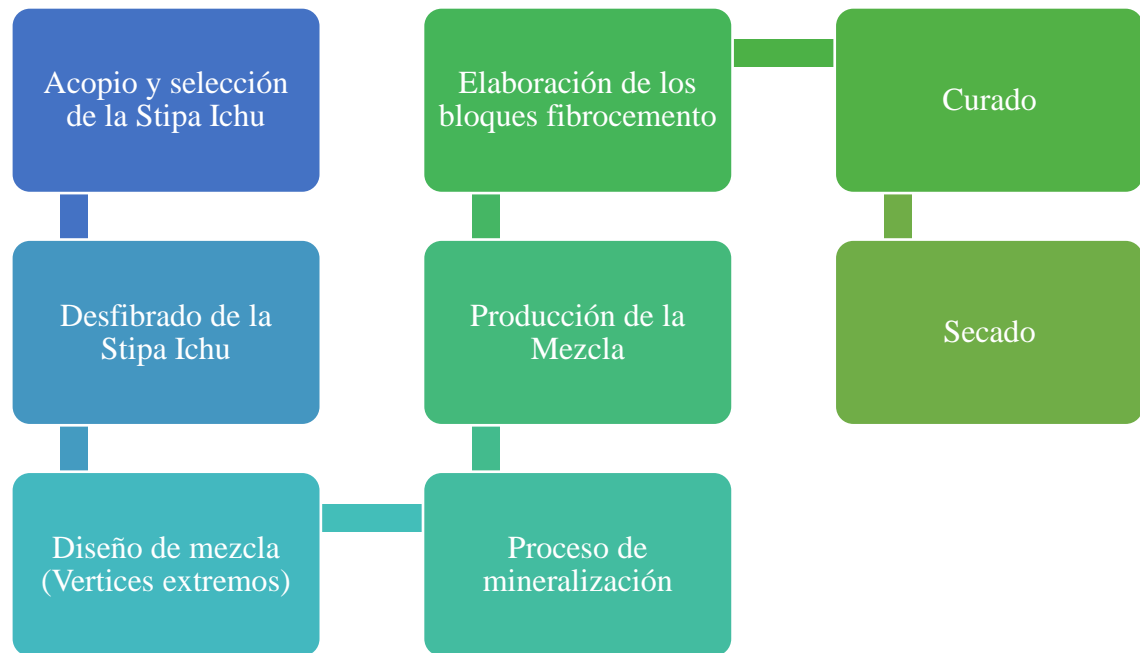 Acopio y selección
de la Stipa Ichu
Desfibrado de la
Stipa Ichu
Diseño de mezcla
(Vertices extremos)
Proceso de
mineralización
Producción de la
Mezcla
Elaboración de los
bloques fibrocemento
Curado
Secado